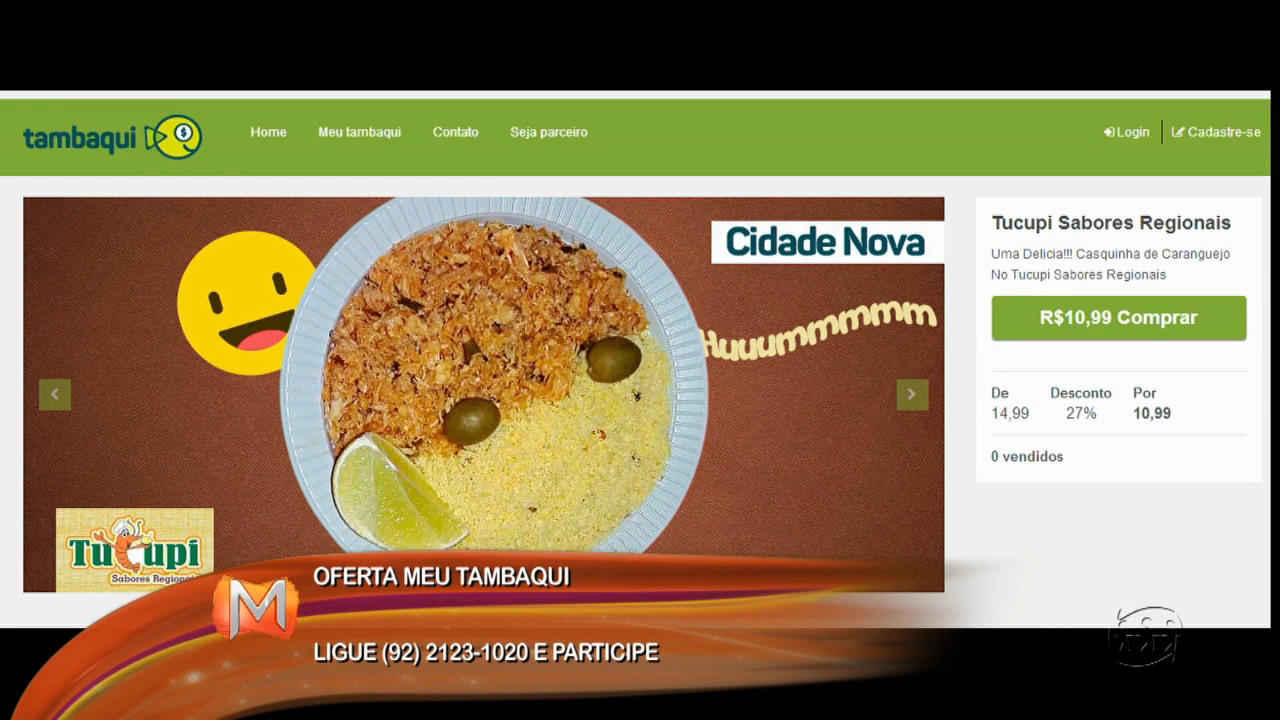 tambaqui
Home
Meu tambaqui
Contato
Seja parceiro
Login
Cadastre-se
Cidade Nova
Huuummmmmm
Tucupi
Sabores Regionais
Tucupi Sabores Regionais
Uma Delicia!!! Casquinha de Caranguejo
No Tucupi Sabores Regionais
R$10,99 Comprar
De Desconto Por
14,99 27% 10,99
0 vendidos
M
OFERTA MEU TAMBAQUI
LIGUE (92) 2123-1020 E PARTICIPE